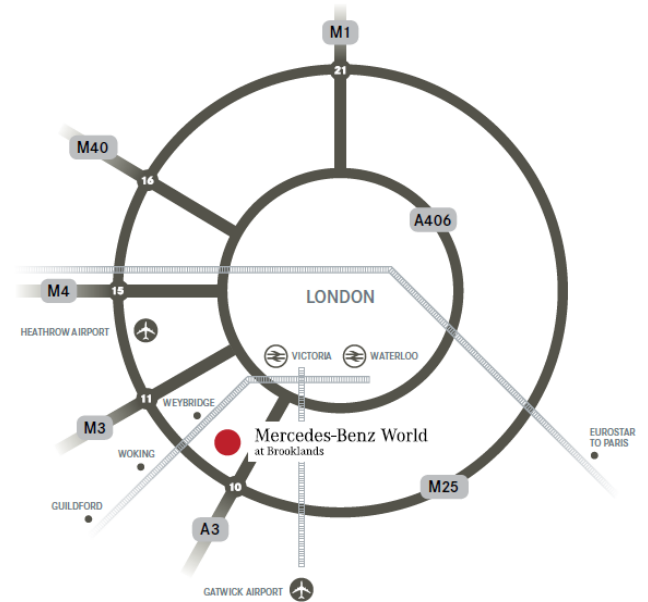 M1
21
M40
16
A406
M4
15
LONDON
HEATHROW AIRPORT
VICTORIA
WATERLOO
11
WEYBRIDGE
M3
Mercedes-Benz World
at Brooklands
EUROSTAR
TO PARIS
WOKING
10
M25
GUILDFORD
A3
GATWICK AIRPORT